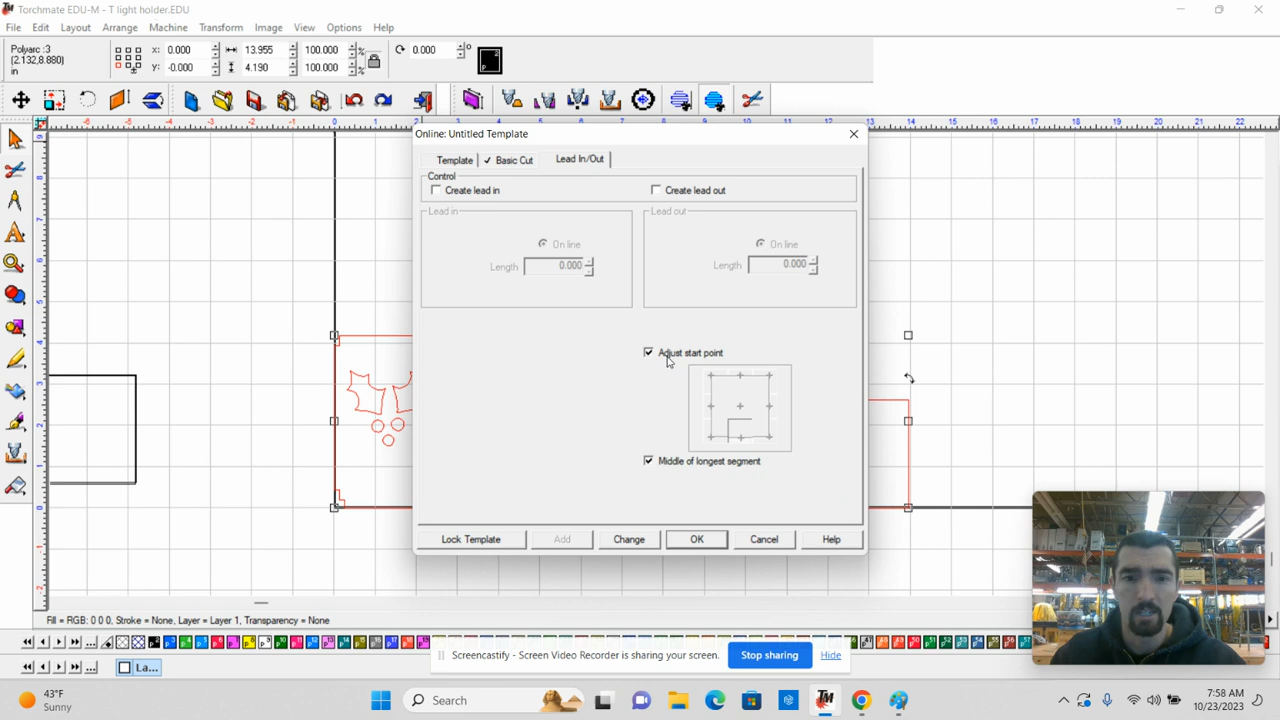 Torchmate EDU-M - T light holder.EDU
File Edit Layout Arrange Machine Transform Image View Options Help
Polyarc :3
(2.132,8.880)
in
x: 0.000 13.955 100.000 % 0.000 °
y: -0.000 4.190 100.000 %
Online: Untitled Template
Template ✓ Basic Cut Lead In/Out
Control
Create lead in Create lead out
Lead in Lead out
On line On line
Length 0.000 Length 0.000
Adjust start point
Middle of longest segment
Lock Template Add Change OK Cancel Help
Fill = RGB: 0 0 0, Stroke = None, Layer = Layer 1, Transparency = None
La...
Screencastify - Screen Video Recorder is sharing your screen. Stop sharing Hide
43°F
Sunny
Search
TM
7:58 AM
10/23/2023